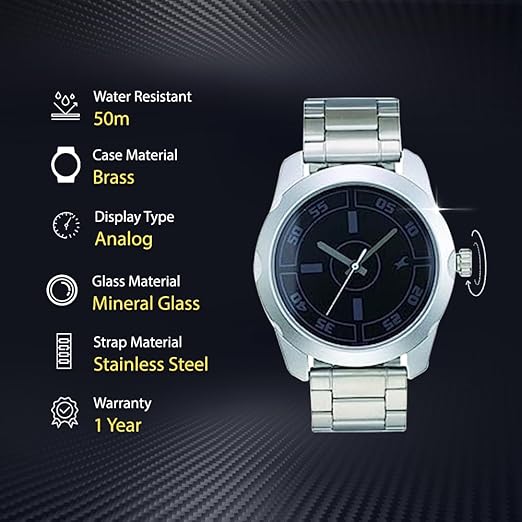 Water Resistant
50m
Case Material
Brass
Display Type
Analog
Glass Material
Mineral Glass
Strap Material
Stainless Steel
Warranty
1 Year
55
05
50
10
40
20
35
25